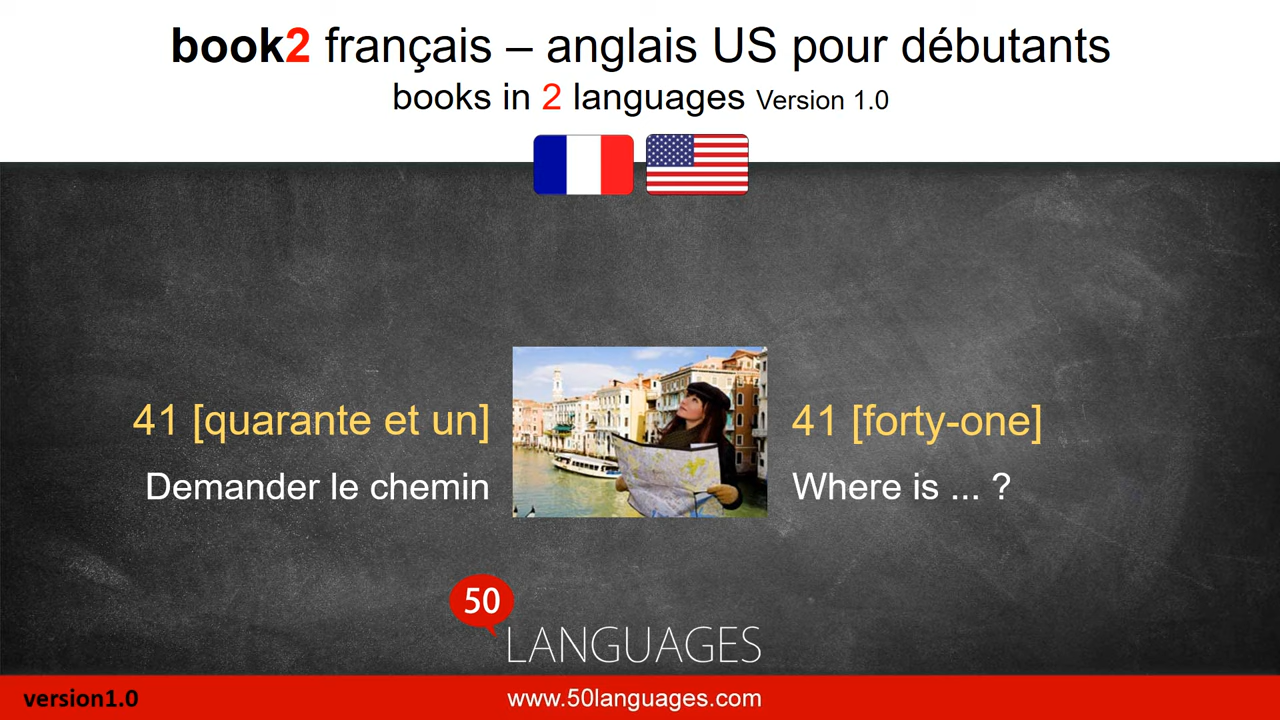 book2 français – anglais US pour débutants
books in 2 languages Version 1.0
41 [quarante et un]
Demander le chemin
41 [forty-one]
Where is ... ?
50
LANGUAGES
version1.0
www.50languages.com